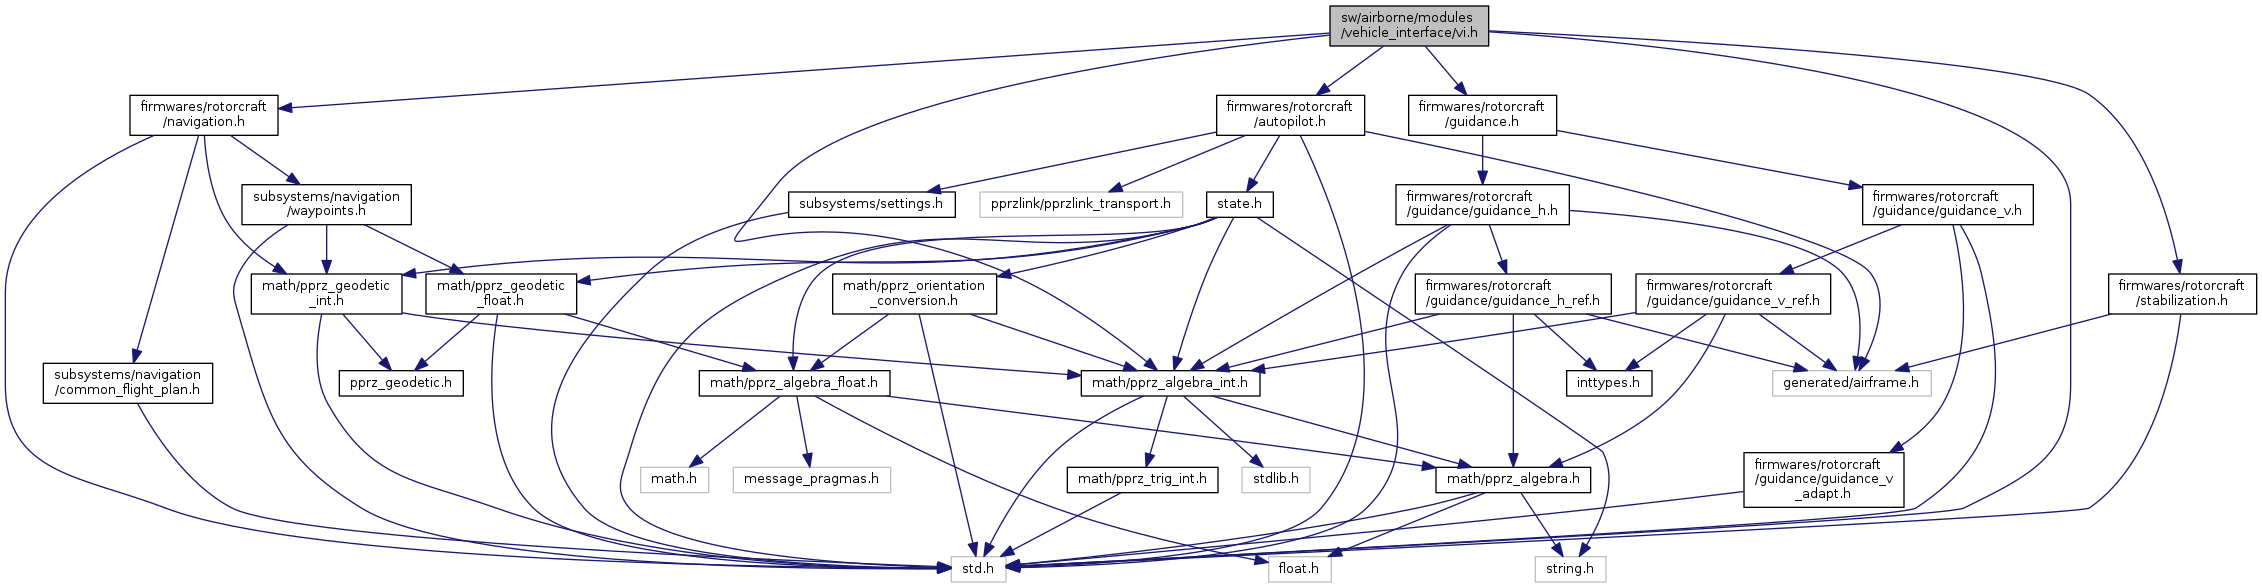 sw/airborne/modules
/vehicle_interface/vi.h
firmwares/rotorcraft
/navigation.h
firmwares/rotorcraft
/autopilot.h
firmwares/rotorcraft
/guidance.h
subsystems/navigation
/waypoints.h
subsystems/settings.h
pprzlink/pprzlink_transport.h
state.h
firmwares/rotorcraft
/guidance/guidance_h.h
firmwares/rotorcraft
/guidance/guidance_v.h
math/pprz_geodetic
_int.h
math/pprz_geodetic
_float.h
math/pprz_orientation
_conversion.h
firmwares/rotorcraft
/guidance/guidance_h_ref.h
firmwares/rotorcraft
/guidance/guidance_v_ref.h
firmwares/rotorcraft
/stabilization.h
subsystems/navigation
/common_flight_plan.h
pprz_geodetic.h
math/pprz_algebra_float.h
math/pprz_algebra_int.h
inttypes.h
generated/airframe.h
math.h
message_pragmas.h
math/pprz_trig_int.h
stdlib.h
math/pprz_algebra.h
firmwares/rotorcraft
/guidance/guidance_v
_adapt.h
std.h
float.h
string.h